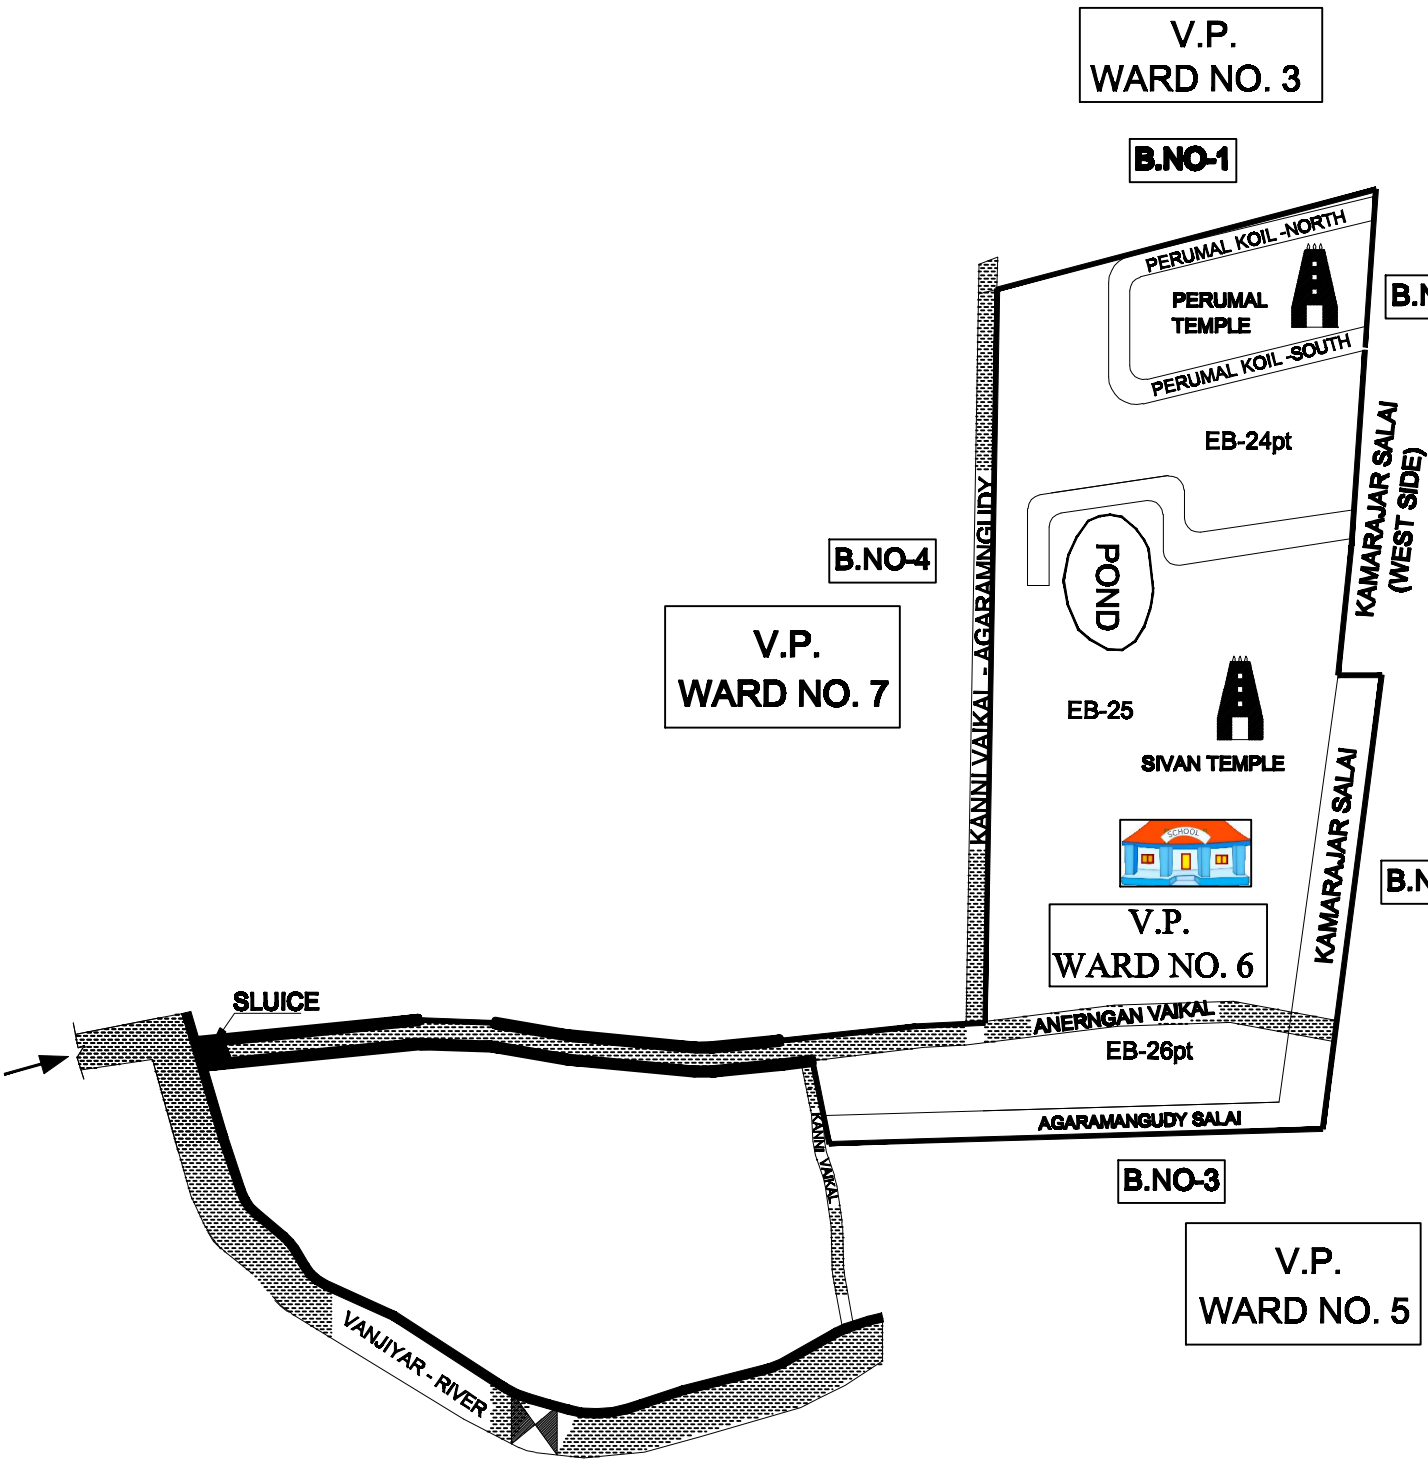 V.P.
WARD NO. 3
B.NO-1
PERUMAL KOIL -NORTH
PERUMAL
TEMPLE
B.N
PERUMAL KOIL -SOUTH
EB-24pt
KAMARAJAR SALAI
(WEST SIDE)
KANNI VAIKAL - AGARAMNGUDY
B.NO-4
POND
V.P.
WARD NO. 7
EB-25
SIVAN TEMPLE
KAMARAJAR SALAI
SCHOOL
B.N
V.P.
WARD NO. 6
SLUICE
ANERNGAN VAIKAL
EB-26pt
AGARAMANGUDY SALAI
KANNI VAIKAL
B.NO-3
V.P.
WARD NO. 5
VANJIYAR - RIVER